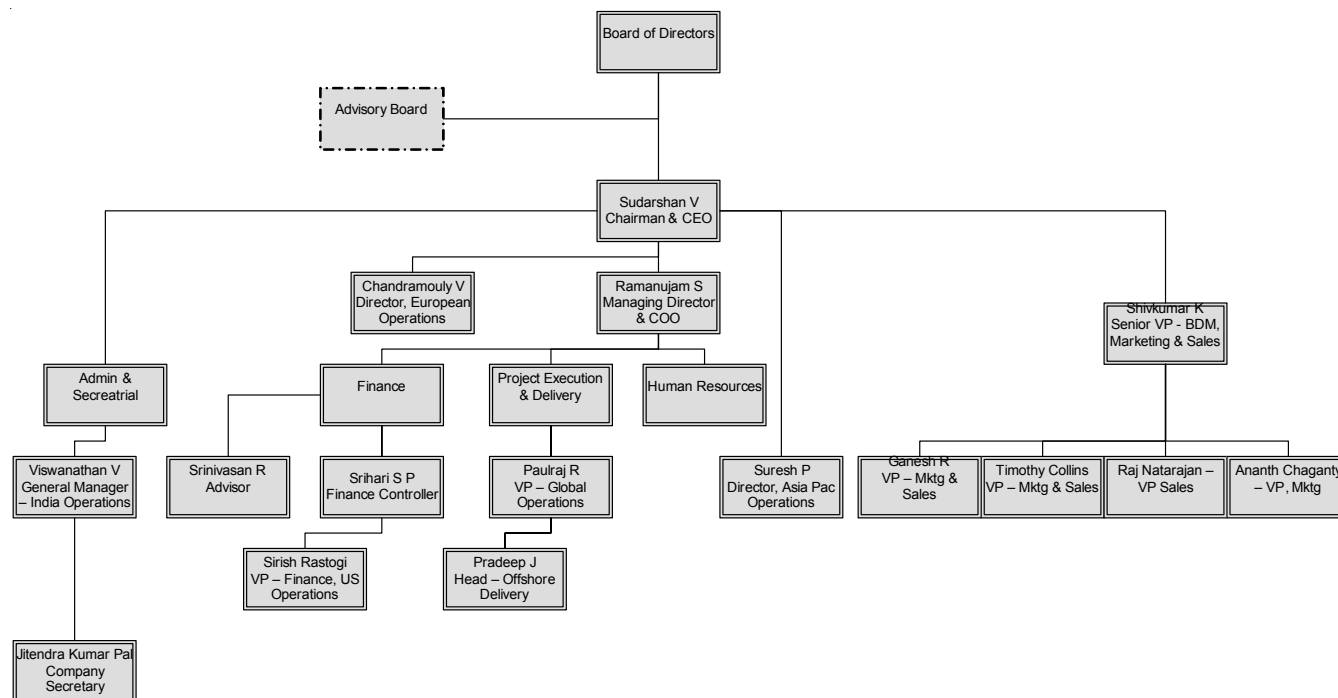 Board of Directors
Advisory Board
Sudarshan V
Chairman & CEO
Chandramouly V
Director, European
Operations
Ramanujam S
Managing Director
& COO
Shivkumar K
Senior VP - BDM,
Marketing & Sales
Admin &
Secreatrial
Finance
Project Execution
& Delivery
Human Resources
Viswanathan V
General Manager
– India Operations
Srinivasan R
Advisor
Srihari S P
Finance Controller
Paulraj R
VP – Global
Operations
Suresh P
Director, Asia Pac
Operations
Ganesh R
VP – Mktg &
Sales
Timothy Collins
VP – Mktg & Sales
Raj Natarajan –
VP Sales
Ananth Chaganty
– VP, Mktg
Sirish Rastogi
VP – Finance, US
Operations
Pradeep J
Head – Offshore
Delivery
Jitendra Kumar Pal
Company
Secretary